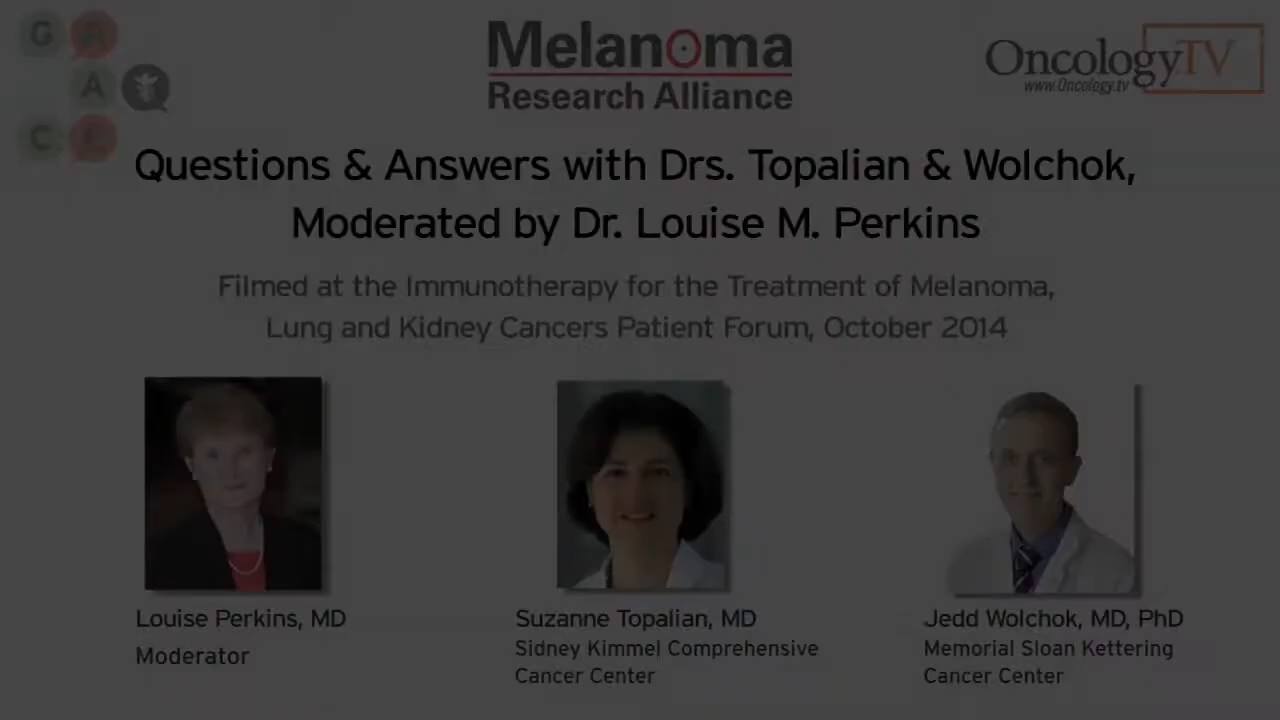 G R
A
C E
Melanoma
Research Alliance
OncologyTV
www.Oncology.tv
Questions & Answers with Drs. Topalian & Wolchok,
Moderated by Dr. Louise M. Perkins
Filmed at the Immunotherapy for the Treatment of Melanoma,
Lung and Kidney Cancers Patient Forum, October 2014
Louise Perkins, MD
Moderator
Suzanne Topalian, MD
Sidney Kimmel Comprehensive
Cancer Center
Jedd Wolchok, MD, PhD
Memorial Sloan Kettering
Cancer Center